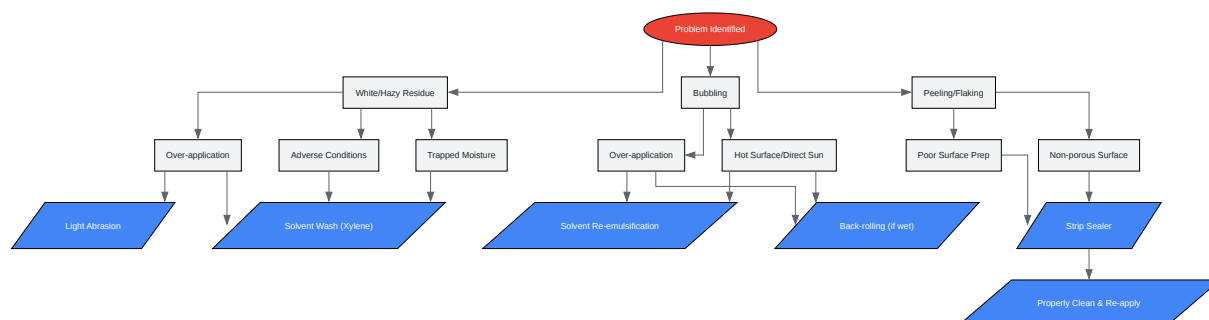 Problem Identified
White/Hazy Residue
Bubbling
Peeling/Flaking
Over-application
Adverse Conditions
Trapped Moisture
Over-application
Hot Surface/Direct Sun
Poor Surface Prep
Non-porous Surface
Light Abrasion
Solvent Wash (Xylene)
Solvent Re-emulsification
Back-rolling (if wet)
Strip Sealer
Properly Clean & Re-apply